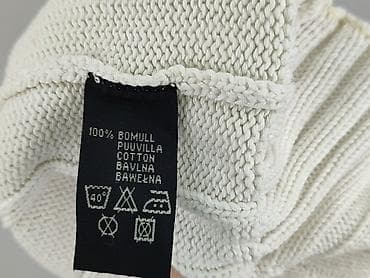 100% BOMULL
PUUVILLA
COTTON
BAVLNA
BAWEŁNA
40°